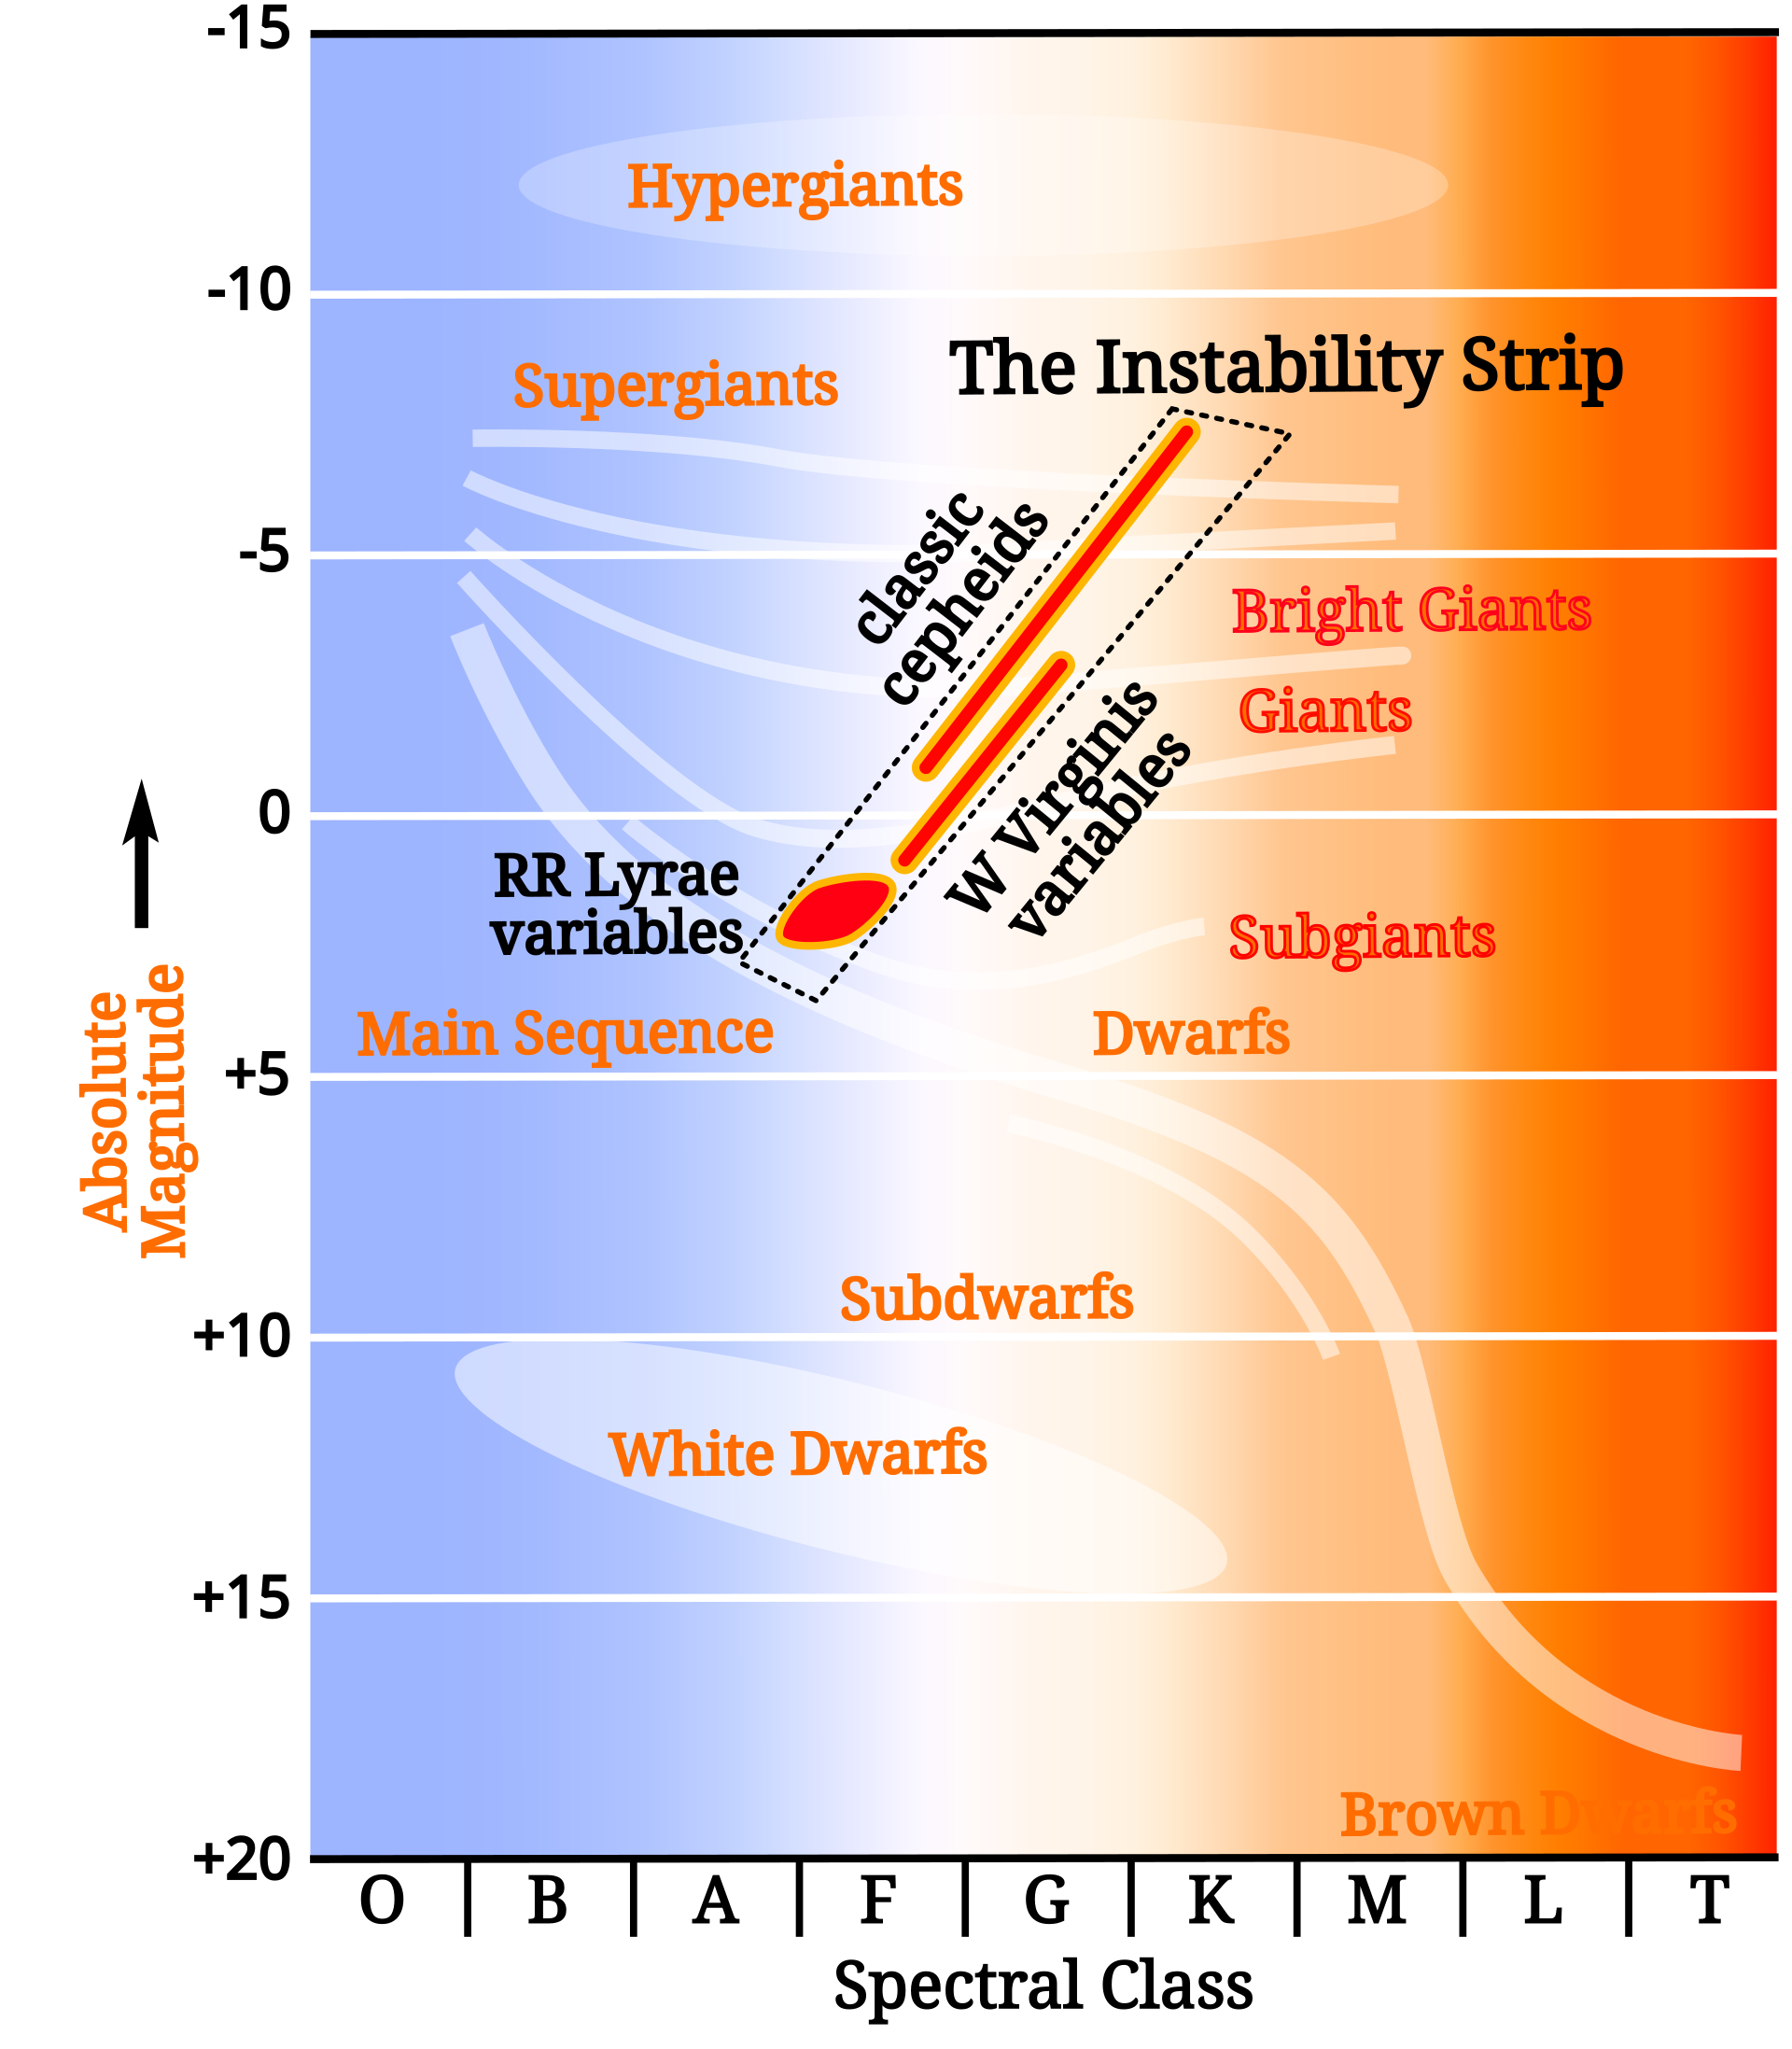 -15
Hypergiants
-10
The Instability Strip
Supergiants
-5
classic
cepheids
Bright Giants
Giants
W Virginis
variables
0
RR Lyrae
variables
Subgiants
Main Sequence
Dwarfs
+5
Absolute
Magnitude
Subdwarfs
+10
White Dwarfs
+15
Brown Dwarfs
+20
O B A F G K M L T
Spectral Class